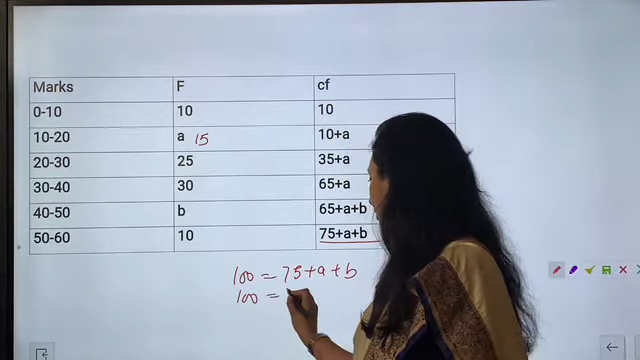 Marks F cf
0-10 10 10
10-20 a 15 10+a
20-30 25 35+a
30-40 30 65+a
40-50 b 65+a+b
50-60 10 75+a+b
100 = 75+a+b
100 =